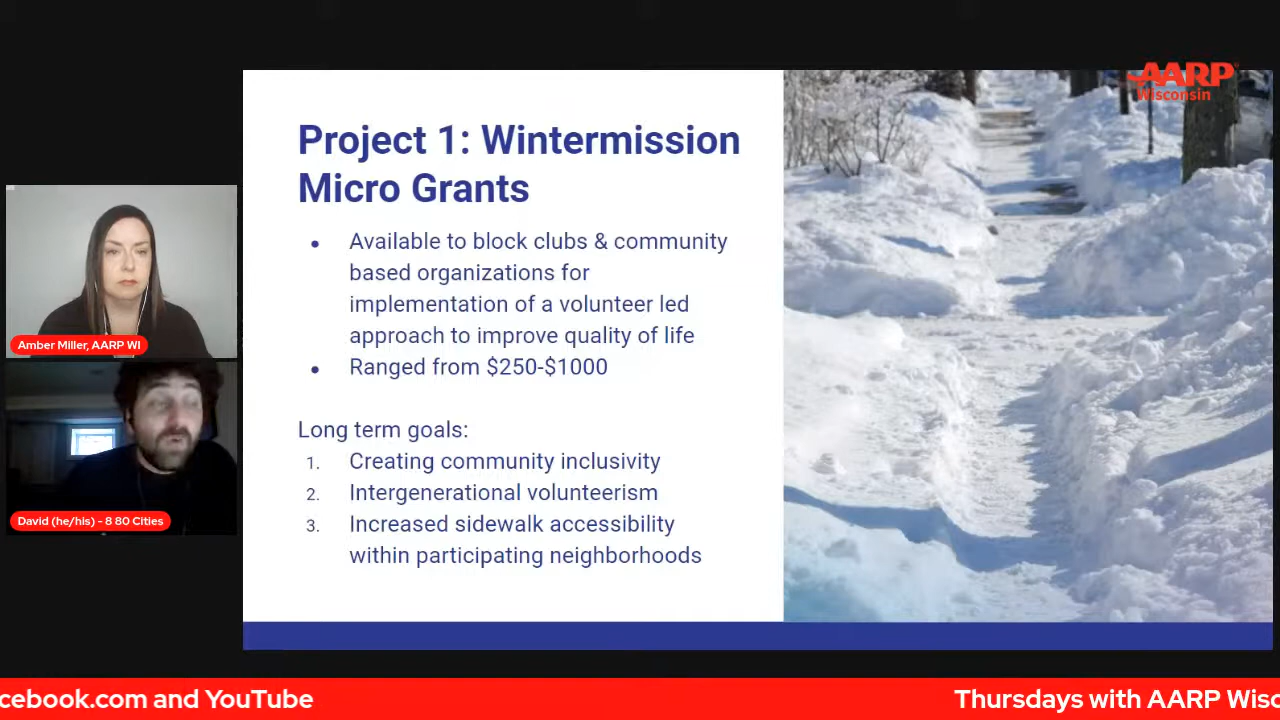 AARP
Wisconsin
Project 1: Wintermission
Micro Grants
● Available to block clubs & community
based organizations for
implementation of a volunteer led
approach to improve quality of life
● Ranged from $250-$1000
Long term goals:
1. Creating community inclusivity
2. Intergenerational volunteerism
3. Increased sidewalk accessibility
within participating neighborhoods
Amber Miller, AARP WI
David (he/his) - 8 80 Cities
cebook.com and YouTube
Thursdays with AARP Wisc